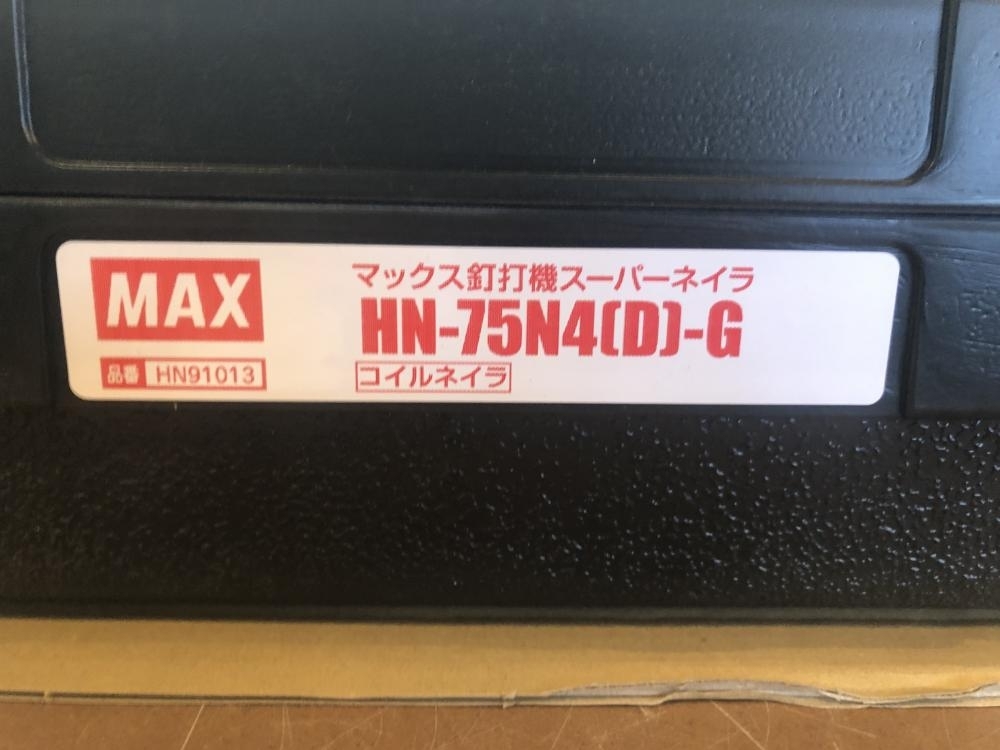 MAX
品番 HN91013
マックス釘打機スーパーネイラ
HN-75N4(D)-G
コイルネイラ